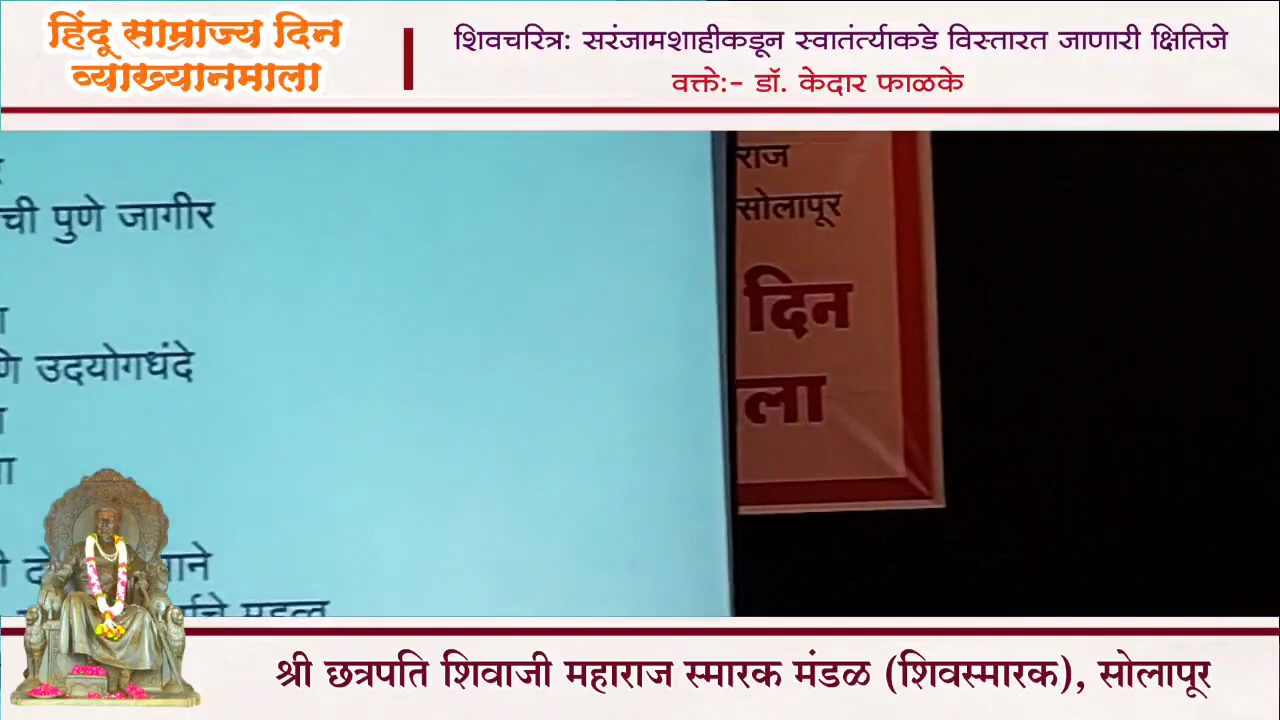 हिंदू साम्राज्य दिन
व्याख्यानमाला
शिवचरित्र: सरंजामशाहीकडून स्वातंर्त्याकडे विस्तारत जाणारी क्षितिजे
वक्ते:- डॉ. केदार फाळके
राज
ची पुणे जागीर
सोलापूर
दिन
उदयोगधंदे
ला
श्री छत्रपति शिवाजी महाराज स्मारक मंडळ (शिवस्मारक), सोलापूर